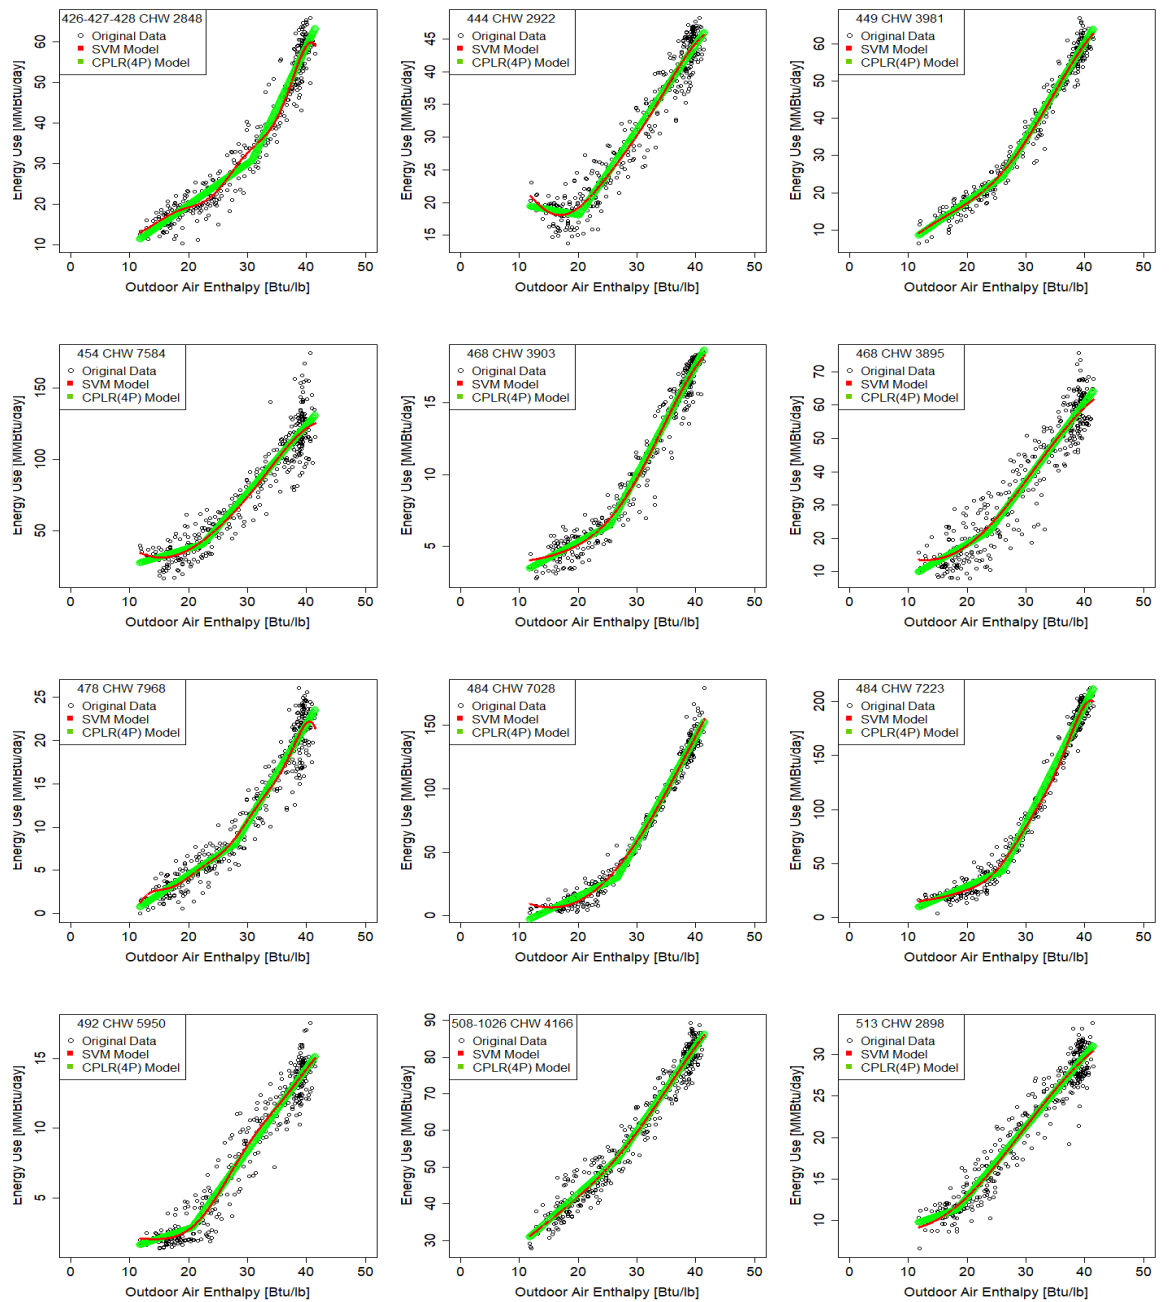 426-427-428 CHW 2848
Original Data
SVM Model
CPLR(4P) Model
Energy Use [MMBtu/day]
60
50
40
30
20
10
0 10 20 30 40 50
Outdoor Air Enthalpy [Btu/lb]
444 CHW 2922
Original Data
SVM Model
CPLR(4P) Model
Energy Use [MMBtu/day]
45
40
35
30
25
20
15
0 10 20 30 40 50
Outdoor Air Enthalpy [Btu/lb]
449 CHW 3981
Original Data
SVM Model
CPLR(4P) Model
Energy Use [MMBtu/day]
60
50
40
30
20
10
0 10 20 30 40 50
Outdoor Air Enthalpy [Btu/lb]
454 CHW 7584
Original Data
SVM Model
CPLR(4P) Model
Energy Use [MMBtu/day]
150
100
50
0 10 20 30 40 50
Outdoor Air Enthalpy [Btu/lb]
468 CHW 3903
Original Data
SVM Model
CPLR(4P) Model
Energy Use [MMBtu/day]
15
10
5
0 10 20 30 40 50
Outdoor Air Enthalpy [Btu/lb]
468 CHW 3895
Original Data
SVM Model
CPLR(4P) Model
Energy Use [MMBtu/day]
70
60
50
40
30
20
10
0 10 20 30 40 50
Outdoor Air Enthalpy [Btu/lb]
478 CHW 7968
Original Data
SVM Model
CPLR(4P) Model
Energy Use [MMBtu/day]
25
20
15
10
5
0
0 10 20 30 40 50
Outdoor Air Enthalpy [Btu/lb]
484 CHW 7028
Original Data
SVM Model
CPLR(4P) Model
Energy Use [MMBtu/day]
150
100
50
0
0 10 20 30 40 50
Outdoor Air Enthalpy [Btu/lb]
484 CHW 7223
Original Data
SVM Model
CPLR(4P) Model
Energy Use [MMBtu/day]
200
150
100
50
0
0 10 20 30 40 50
Outdoor Air Enthalpy [Btu/lb]
492 CHW 5950
Original Data
SVM Model
CPLR(4P) Model
Energy Use [MMBtu/day]
15
10
5
0 10 20 30 40 50
Outdoor Air Enthalpy [Btu/lb]
508-1026 CHW 4166
Original Data
SVM Model
CPLR(4P) Model
Energy Use [MMBtu/day]
90
80
70
60
50
40
30
0 10 20 30 40 50
Outdoor Air Enthalpy [Btu/lb]
513 CHW 2898
Original Data
SVM Model
CPLR(4P) Model
Energy Use [MMBtu/day]
30
25
20
15
10
0 10 20 30 40 50
Outdoor Air Enthalpy [Btu/lb]